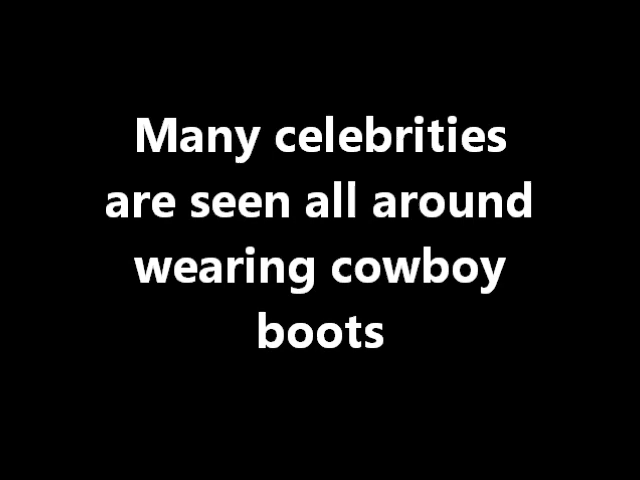 Many celebrities
are seen all around
wearing cowboy
boots